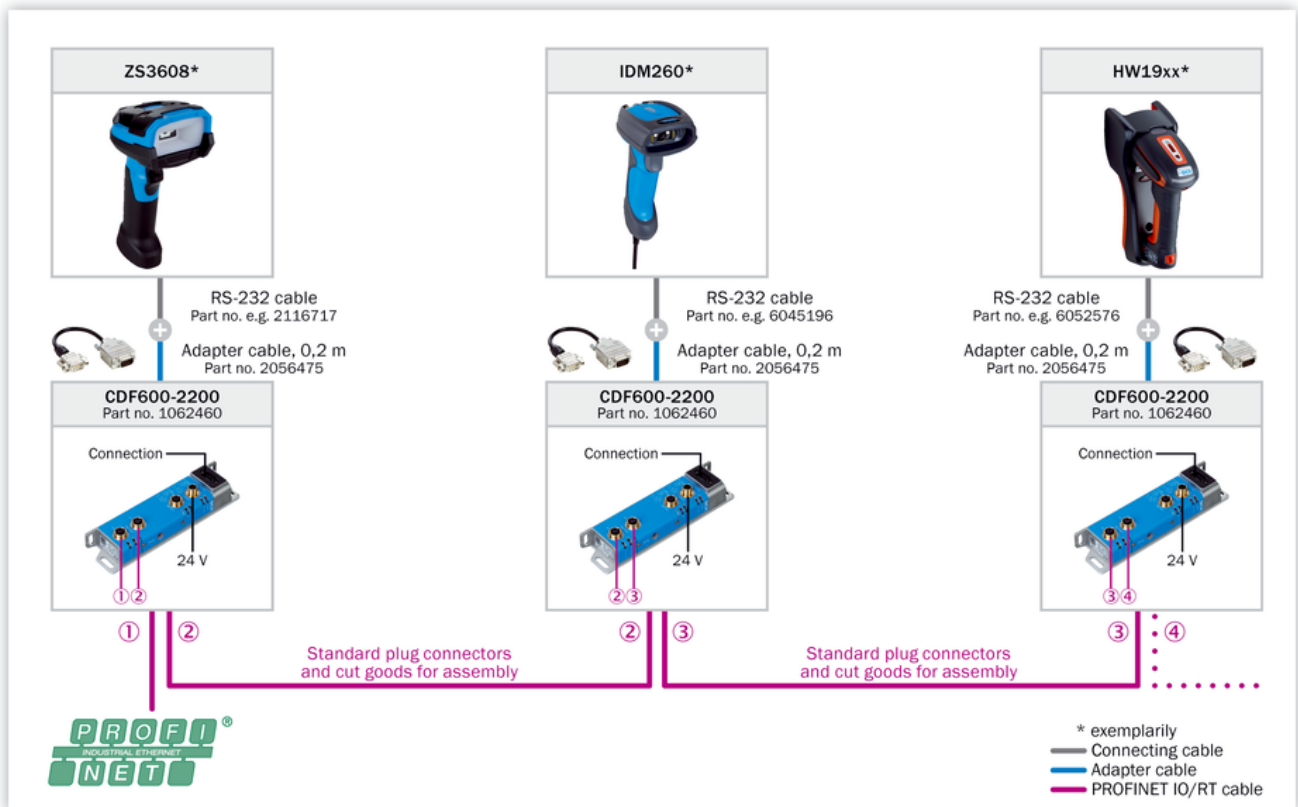 ZS3608*
IDM260*
HW19xx*
RS-232 cable
Part no. e.g. 2116717
Adapter cable, 0,2 m
Part no. 2056475
RS-232 cable
Part no. e.g. 6045196
Adapter cable, 0,2 m
Part no. 2056475
RS-232 cable
Part no. e.g. 6052576
Adapter cable, 0,2 m
Part no. 2056475
CDF600-2200
Part no. 1062460
Connection
24 V
①②
CDF600-2200
Part no. 1062460
Connection
24 V
②③
CDF600-2200
Part no. 1062460
Connection
24 V
③④
① ②
② ③
③ ④
Standard plug connectors
and cut goods for assembly
Standard plug connectors
and cut goods for assembly
PROFI®
INDUSTRIAL ETHERNET
NET
* exemplarily
Connecting cable
Adapter cable
PROFINET IO/RT cable